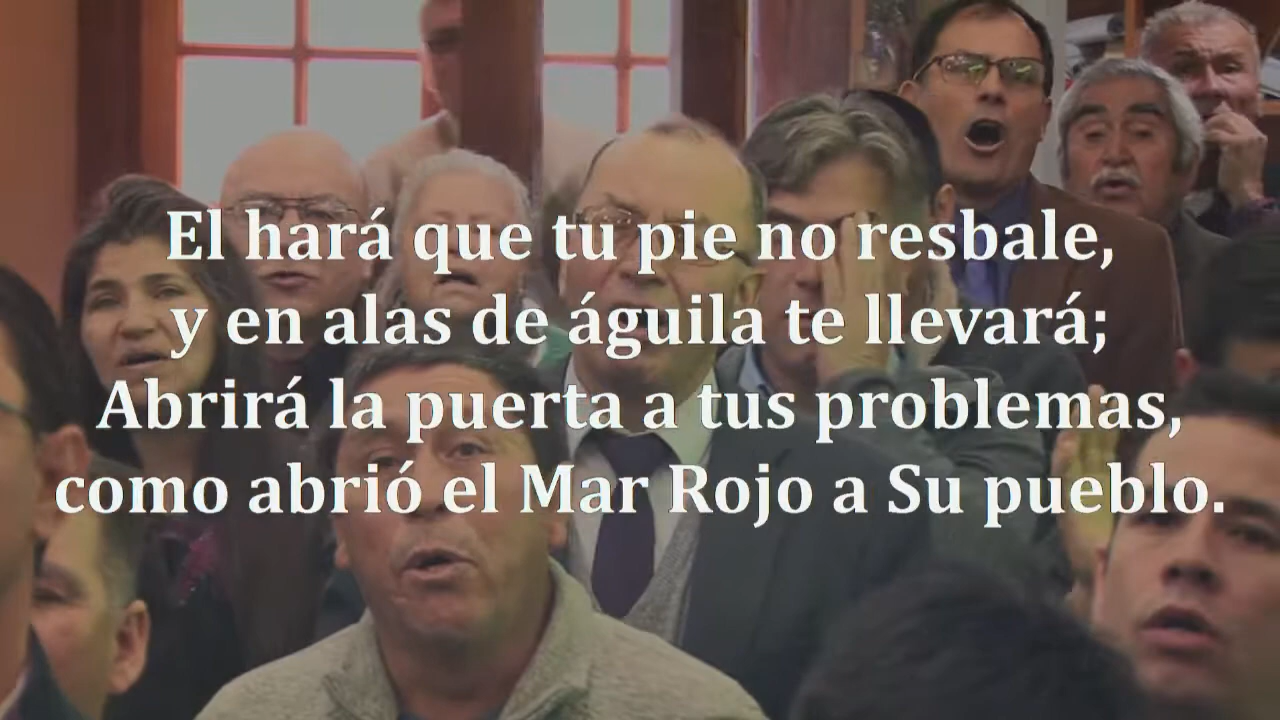 El hará que tu pie no resbale,
y en alas de águila te llevará;
Abrirá la puerta a tus problemas,
como abrió el Mar Rojo a Su pueblo.